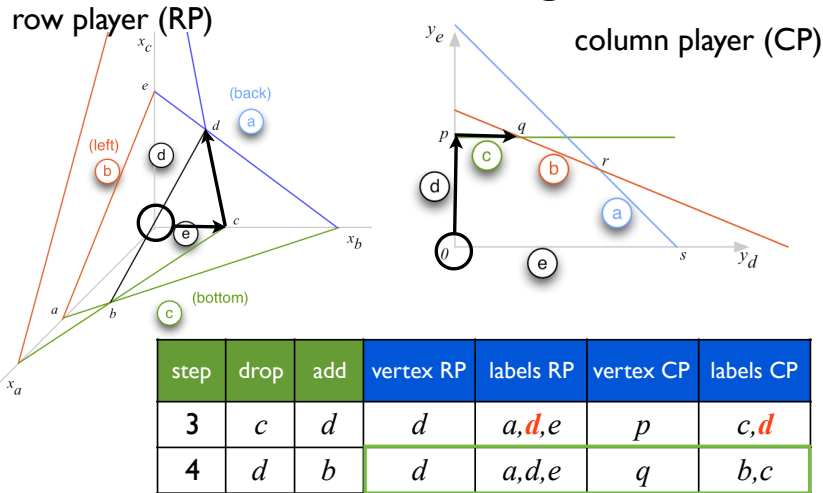 row player (RP)
column player (CP)
x_c
e
(back)
a
d
(left)
b
d
c
e
x_b
a
b
(bottom)
c
x_a
y_e
p
q
c
b
r
d
a
0
e
s
y_d
step drop add vertex RP labels RP vertex CP labels CP
3 c d d a,d,e p c,d
4 d b d a,d,e q b,c